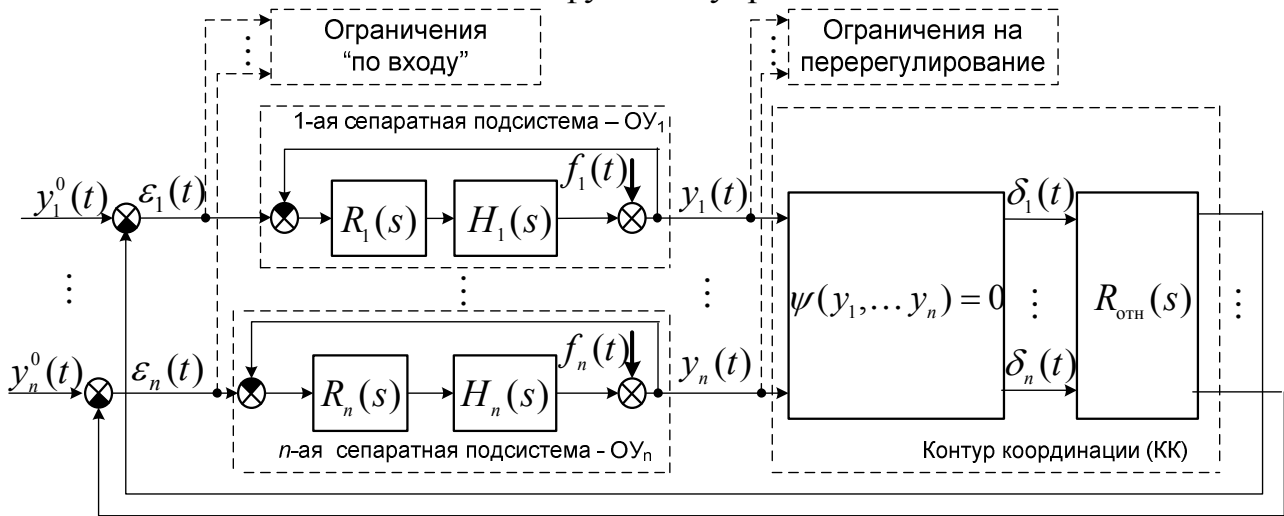 Ограничения
“по входу”
Ограничения на
перерегулирование
1-ая сепаратная подсистема – ОУ₁
y₁⁰(t)
ε₁(t)
R₁(s)
H₁(s)
f₁(t)
y₁(t)
δ₁(t)
ψ(y₁,…yₙ)=0
Rотн(s)
yₙ⁰(t)
εₙ(t)
Rₙ(s)
Hₙ(s)
fₙ(t)
yₙ(t)
δₙ(t)
n-ая сепаратная подсистема - ОУn
Контур координации (КК)